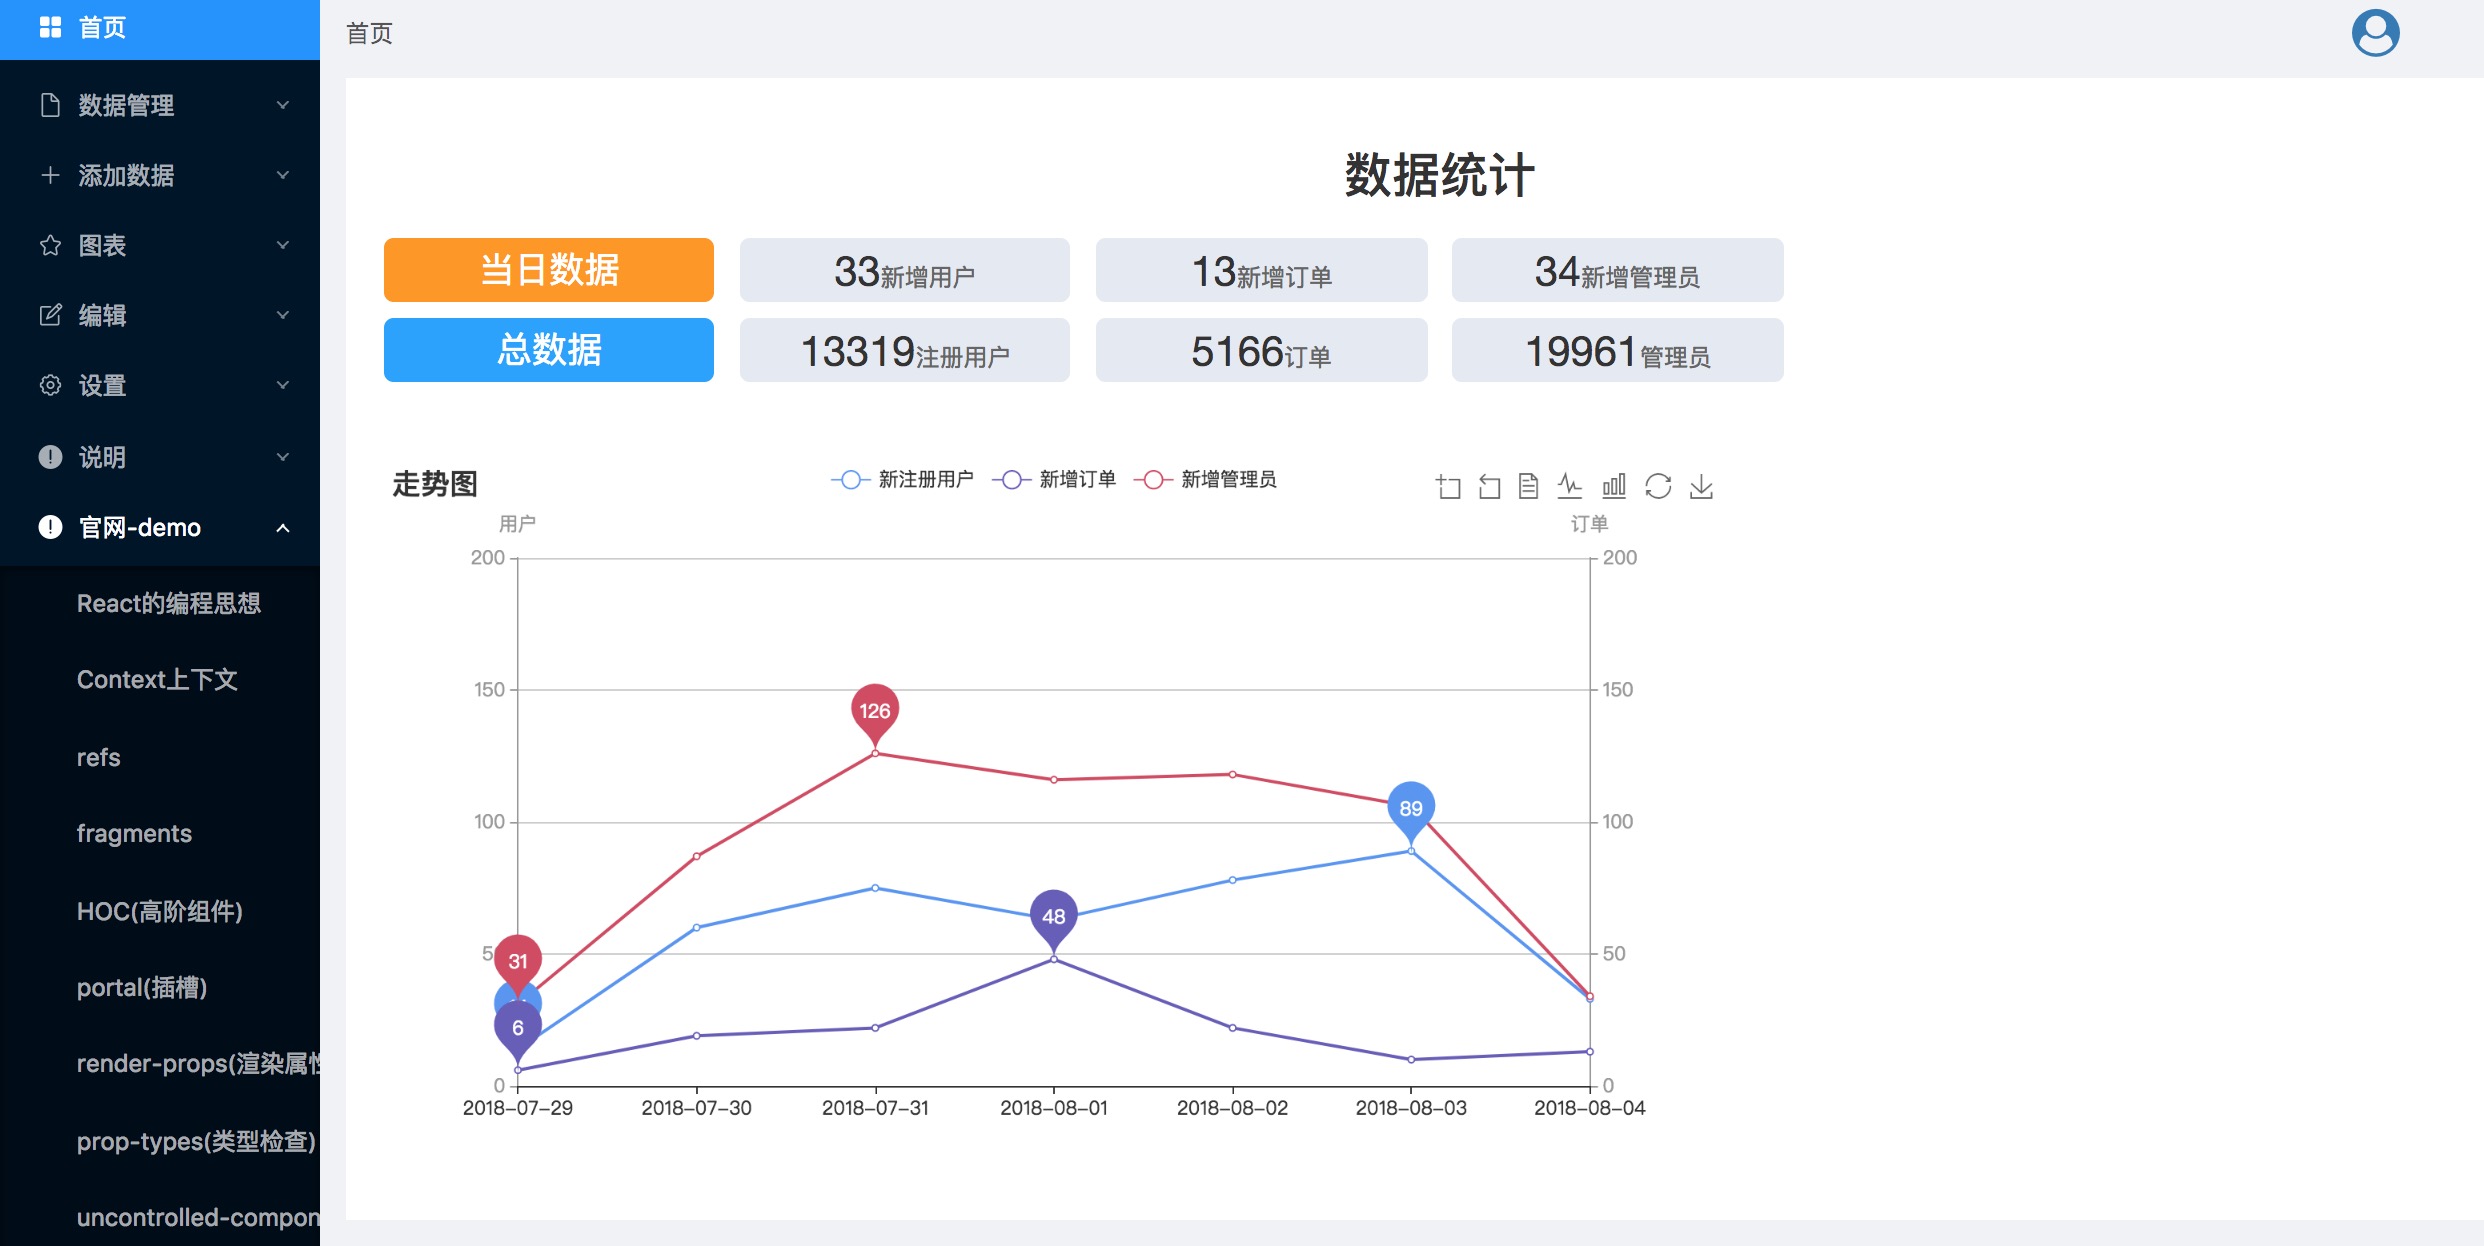 首页
数据管理
添加数据
图表
编辑
设置
说明
官网-demo
React的编程思想
Context上下文
refs
fragments
HOC(高阶组件)
portal(插槽)
render-props(渲染属性
prop-types(类型检查)
uncontrolled-compon
首页
数据统计
当日数据 33新增用户 13新增订单 34新增管理员
总数据 13319注册用户 5166订单 19961管理员
走势图 新注册用户 新增订单 新增管理员
用户 订单
200 200
150 150
126
100 100
89
48
5 50
31
6
0 0
2018-07-29 2018-07-30 2018-07-31 2018-08-01 2018-08-02 2018-08-03 2018-08-04